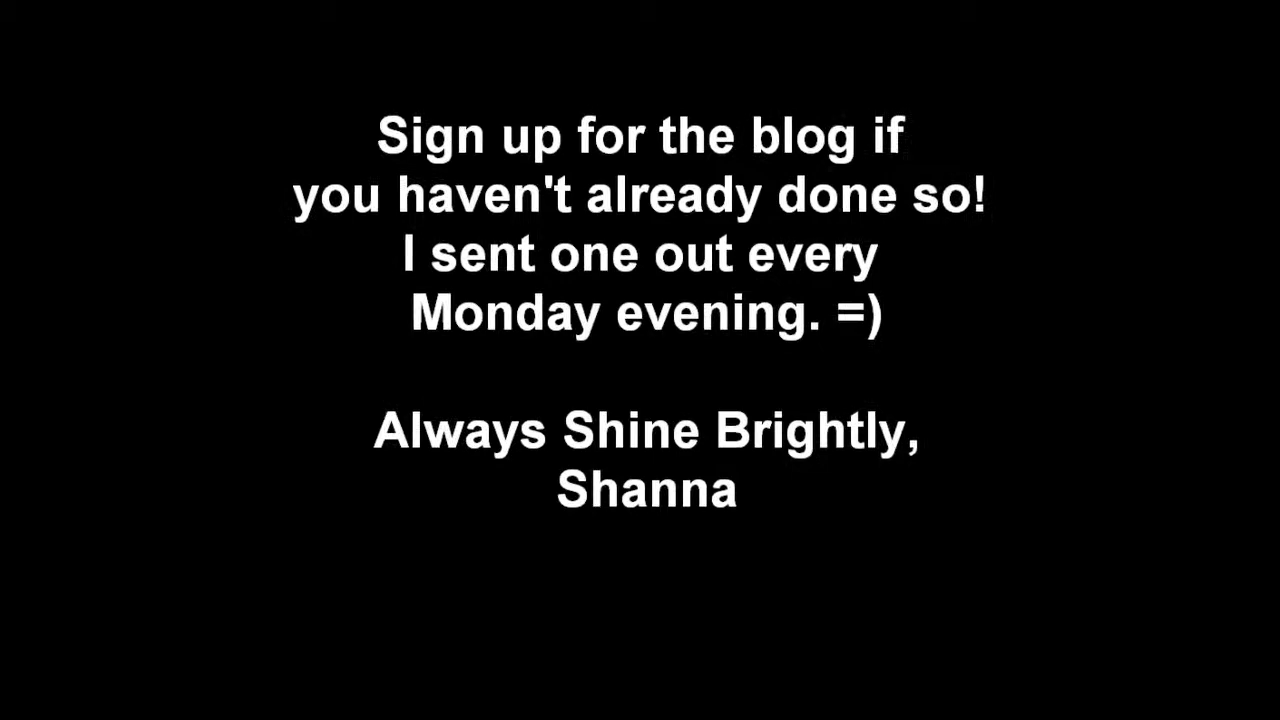 Sign up for the blog if
you haven't already done so!
I sent one out every
Monday evening. =)
Always Shine Brightly,
Shanna